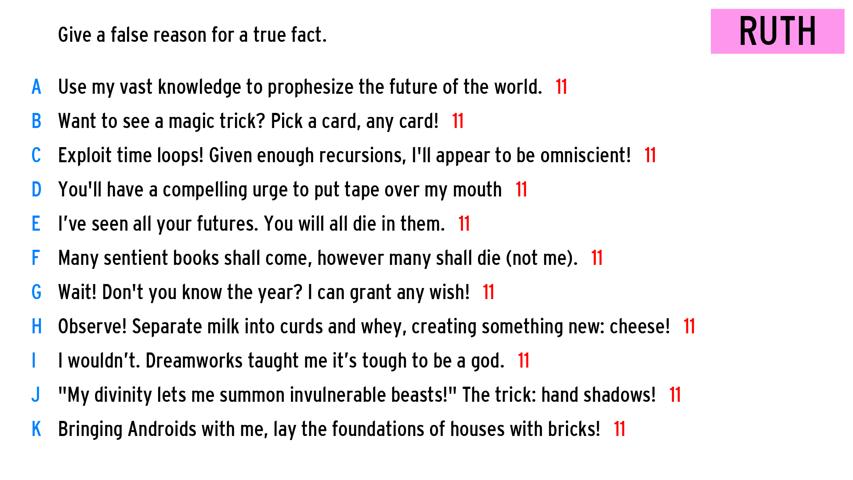 Give a false reason for a true fact.
RUTH
A Use my vast knowledge to prophesize the future of the world. 11
B Want to see a magic trick? Pick a card, any card! 11
C Exploit time loops! Given enough recursions, I'll appear to be omniscient! 11
D You'll have a compelling urge to put tape over my mouth 11
E I’ve seen all your futures. You will all die in them. 11
F Many sentient books shall come, however many shall die (not me). 11
G Wait! Don't you know the year? I can grant any wish! 11
H Observe! Separate milk into curds and whey, creating something new: cheese! 11
I I wouldn’t. Dreamworks taught me it’s tough to be a god. 11
J "My divinity lets me summon invulnerable beasts!" The trick: hand shadows! 11
K Bringing Androids with me, lay the foundations of houses with bricks! 11